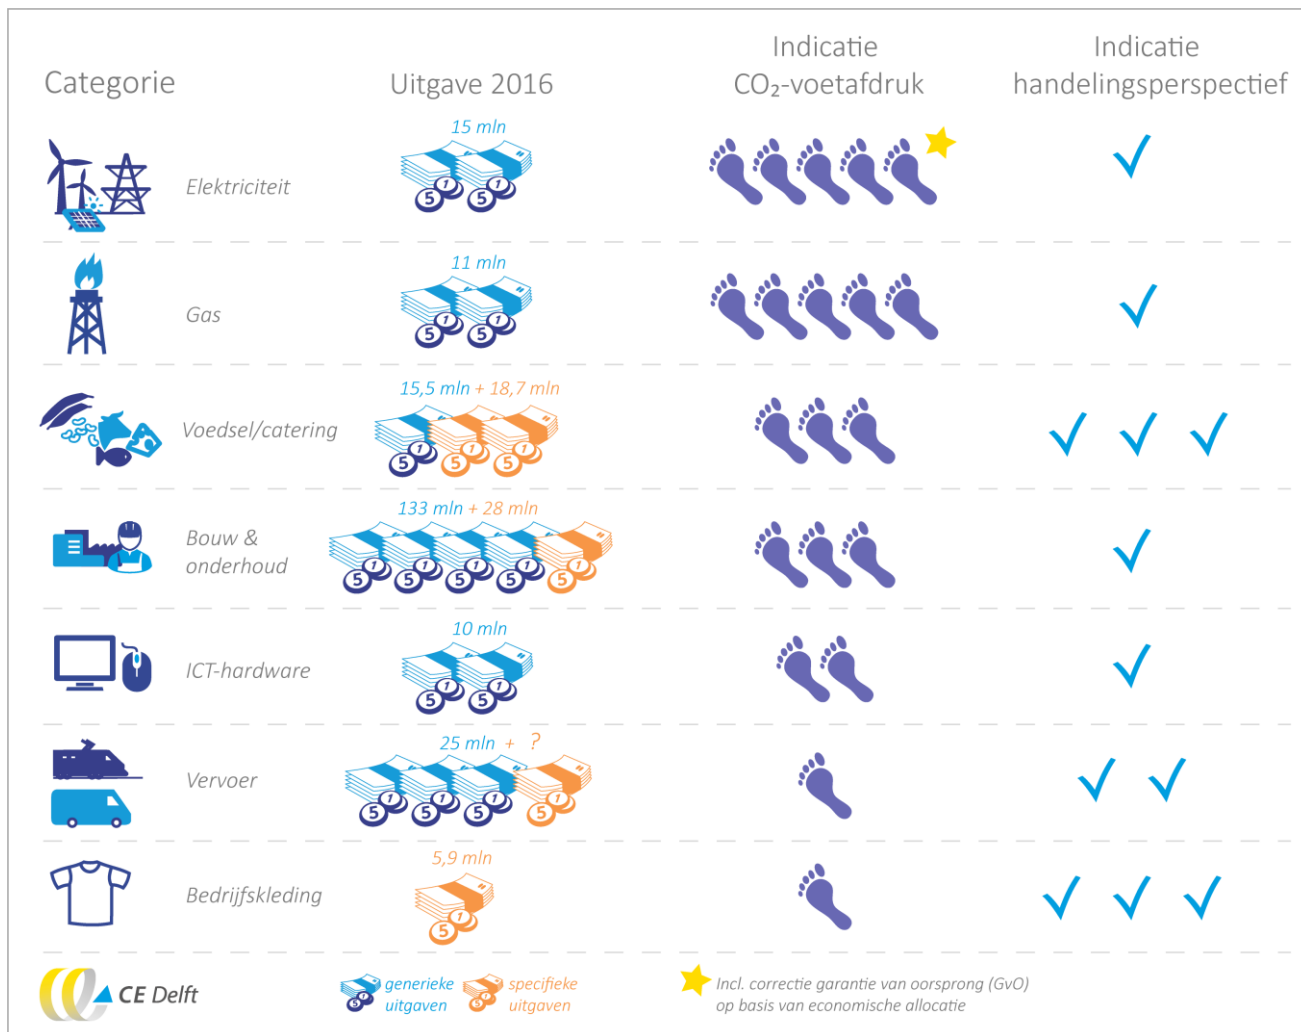 Categorie
Uitgave 2016
Indicatie
CO₂-voetafdruk
Indicatie
handelingsperspectief
15 mln
Elektriciteit
11 mln
Gas
15,5 mln + 18,7 mln
Voedsel/catering
133 mln + 28 mln
Bouw &
onderhoud
10 mln
ICT-hardware
25 mln + ?
Vervoer
5,9 mln
Bedrijfskleding
CE Delft
generieke
uitgaven
specifieke
uitgaven
Incl. correctie garantie van oorsprong (GvO)
op basis van economische allocatie